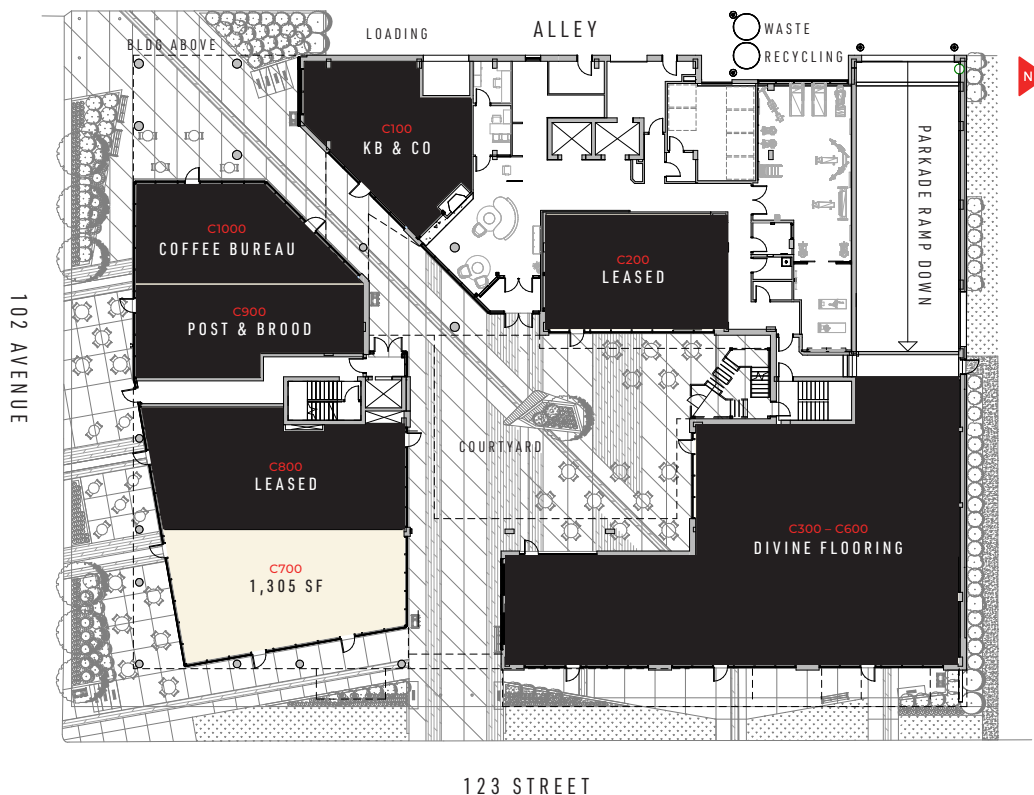 ALLEY
LOADING
BLDG ABOVE
WASTE
RECYCLING
N
C100
KB & CO
PARKADE RAMP DOWN
C1000
COFFEE BUREAU
C200
LEASED
C900
POST & BROOD
102 AVENUE
COURTYARD
C800
LEASED
C300 – C600
DIVINE FLOORING
C700
1,305 SF
123 STREET